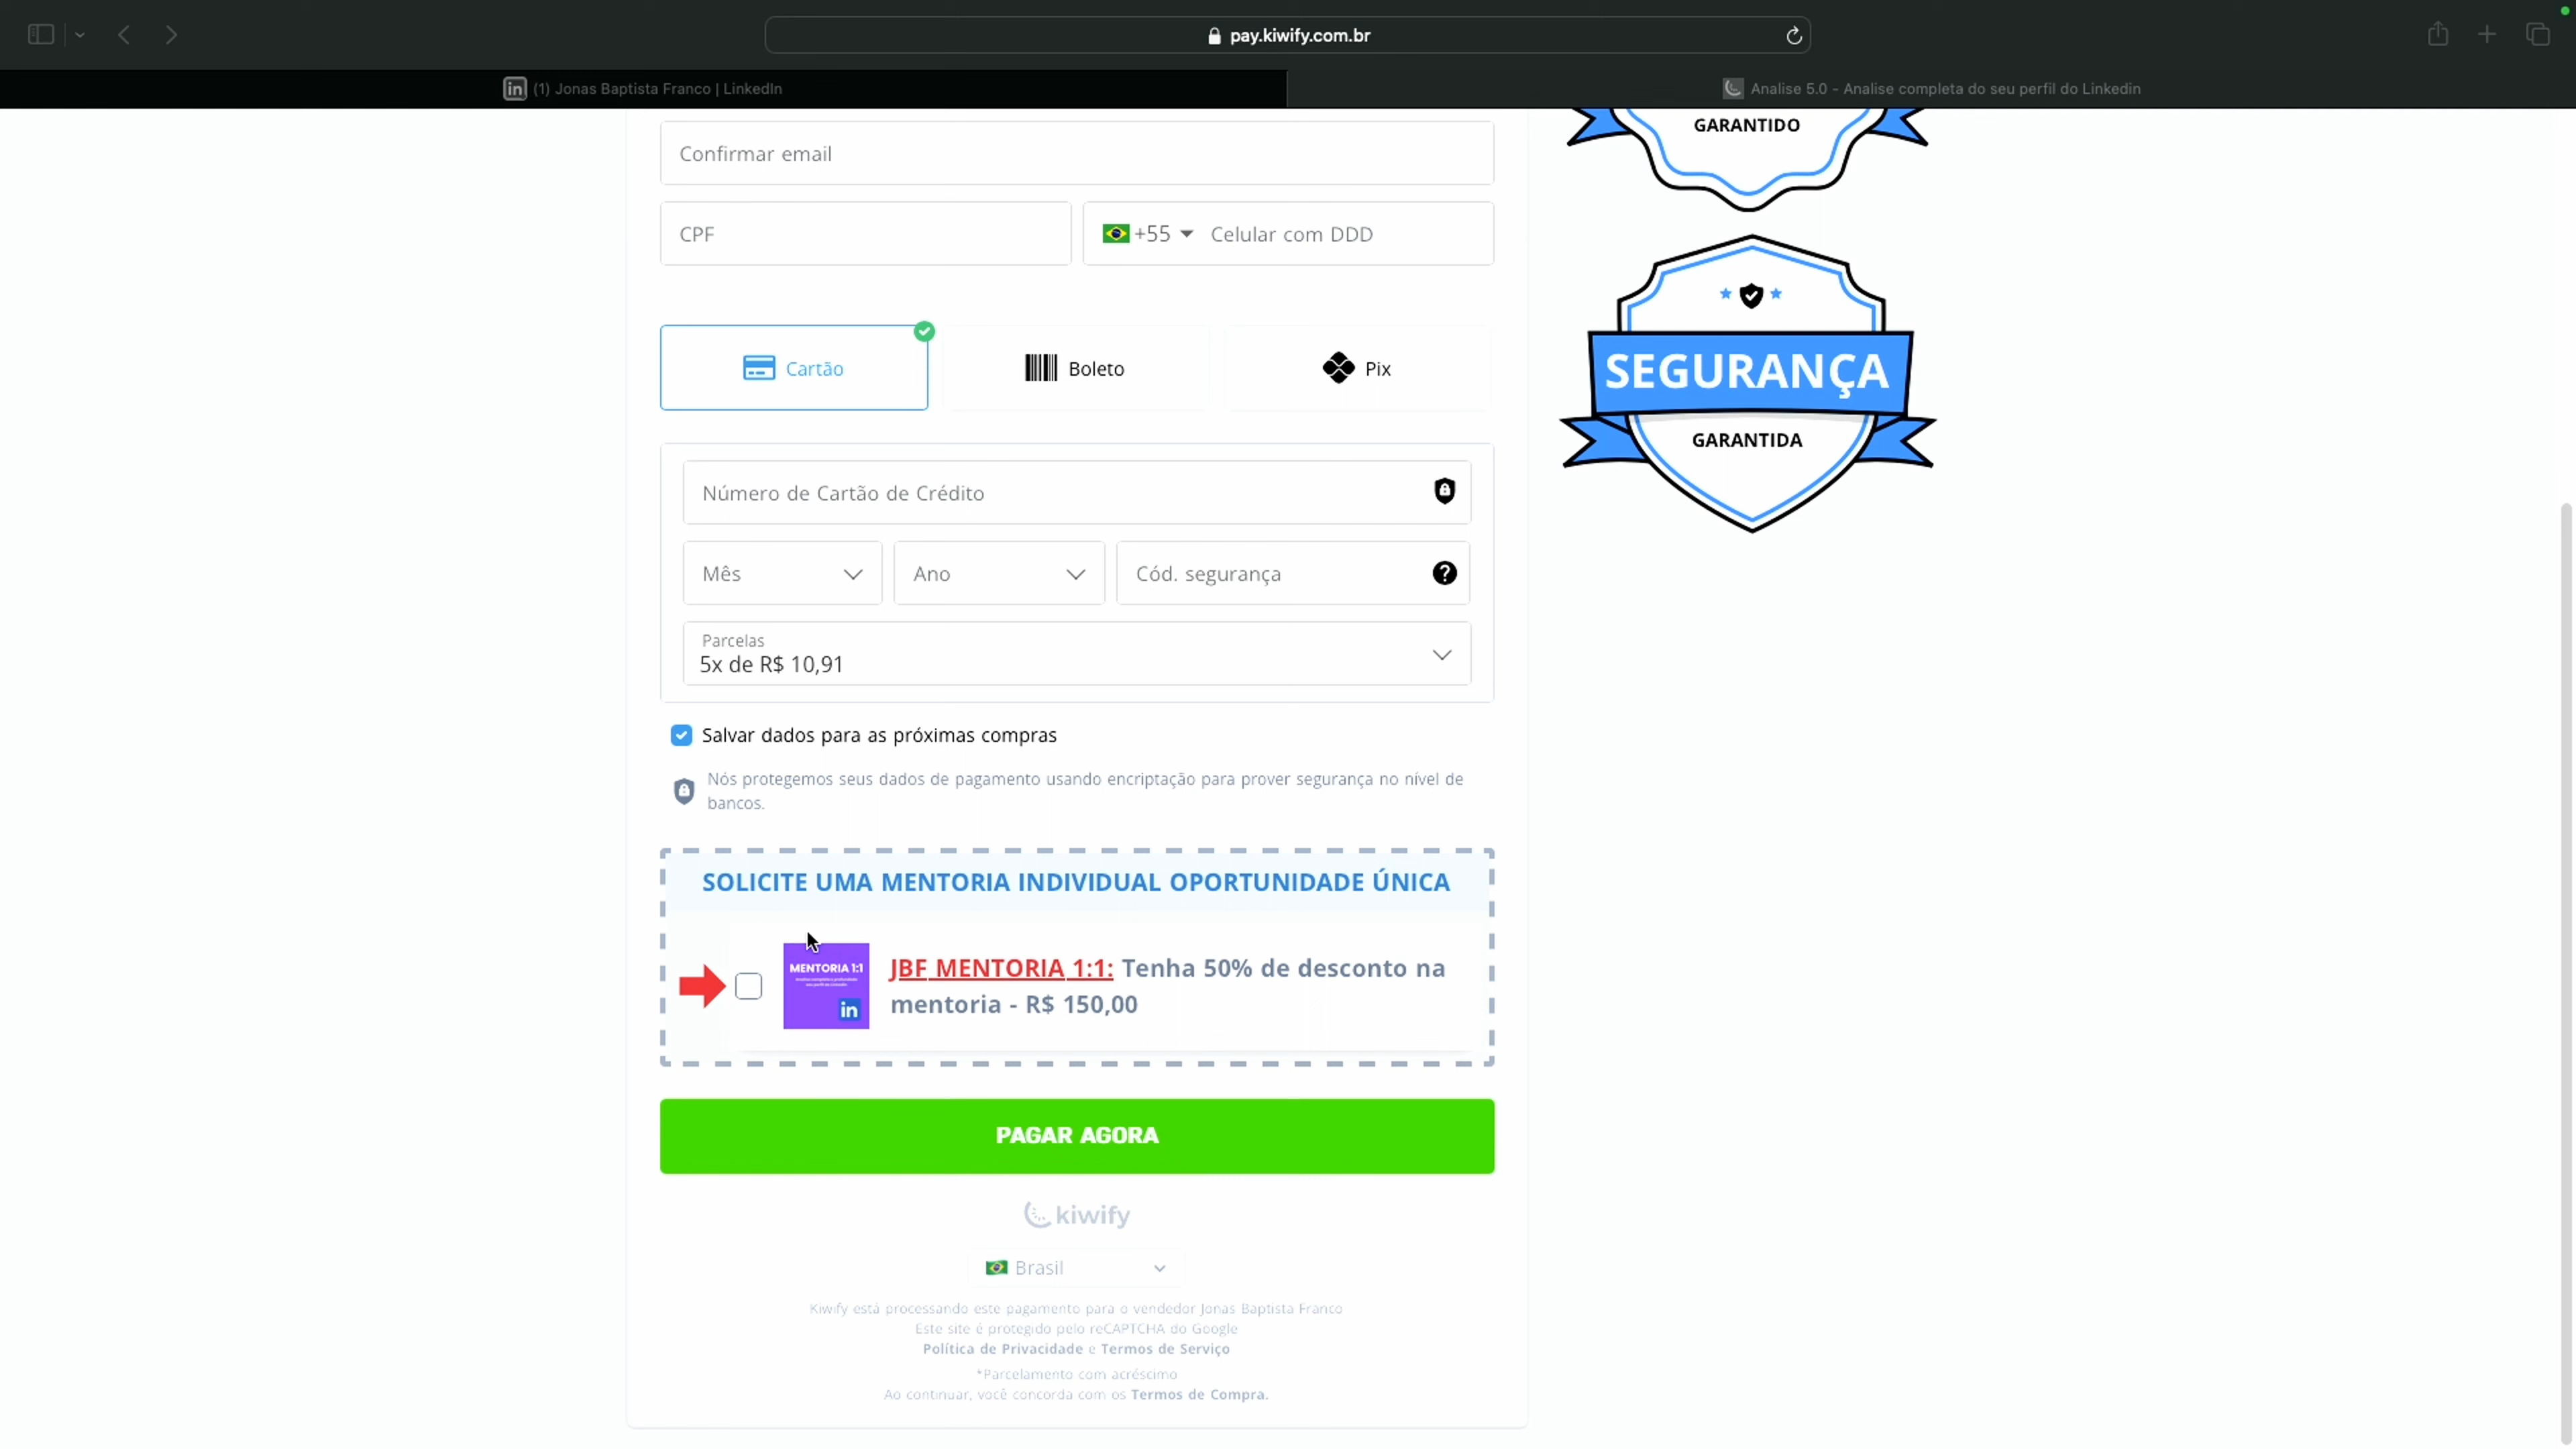 pay.kiwify.com.br
(1) Jonas Baptista Franco | LinkedIn
Analise 5.0 - Analise completa do seu perfil do Linkedin
Confirmar email
CPF
+55
Celular com DDD
Cartão
Boleto
Pix
Número de Cartão de Crédito
Mês
Ano
Cód. segurança
Parcelas
5x de R$ 10,91
Salvar dados para as próximas compras
Nós protegemos seus dados de pagamento usando encriptação para prover segurança no nível de
bancos.
SOLICITE UMA MENTORIA INDIVIDUAL OPORTUNIDADE ÚNICA
MENTORIA 1:1
in
JBF MENTORIA 1:1: Tenha 50% de desconto na
mentoria - R$ 150,00
PAGAR AGORA
kiwify
Brasil
Kiwify está processando este pagamento para o vendedor Jonas Baptista Franco
Este site é protegido pelo reCAPTCHA do Google
Política de Privacidade e Termos de Serviço
*Parcelamento com acréscimo
Ao continuar, você concorda com os Termos de Compra.
GARANTIDO
SEGURANÇA
GARANTIDA